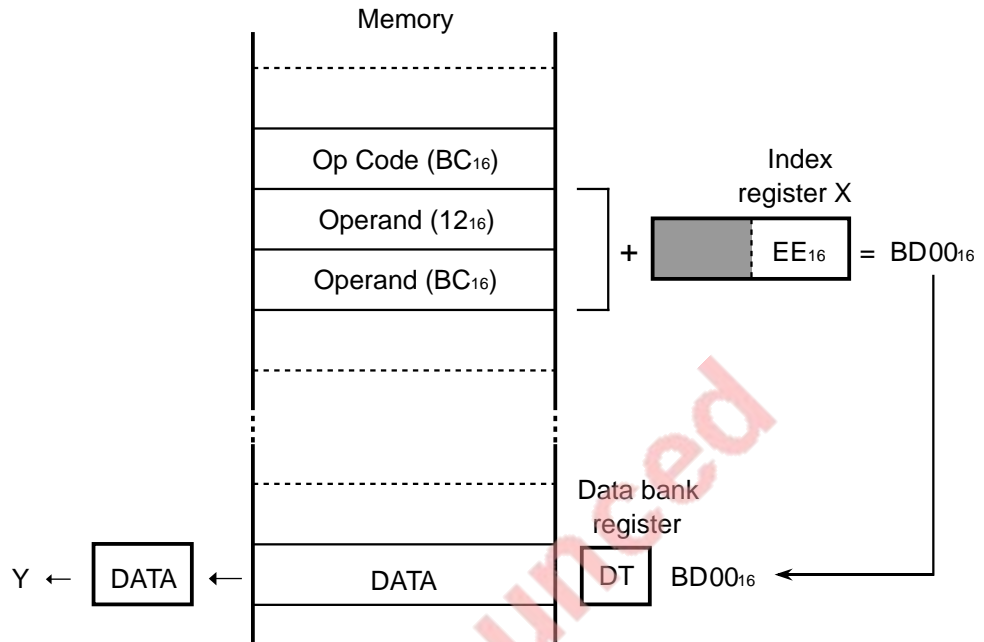 Memory
Op Code (BC₁₆)
Index
register X
Operand (12₁₆)
+ EE₁₆ = BD00₁₆
Operand (BC₁₆)
Data bank
register
Y ← DATA ← DATA DT BD00₁₆
unced